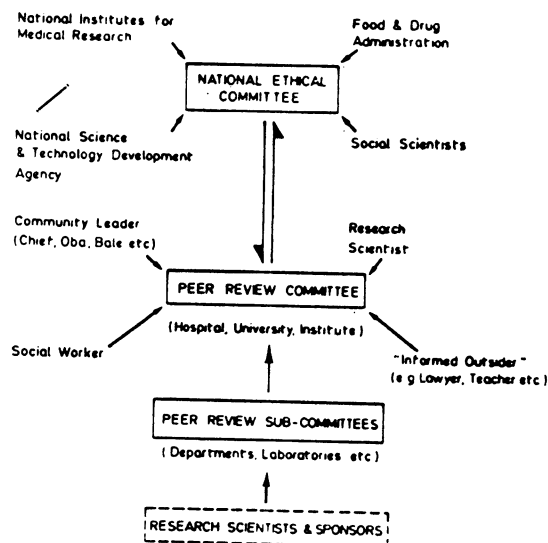 National Institutes for
Medical Research
Food & Drug
Administration
NATIONAL ETHICAL
COMMITTEE
National Science
& Technology Development
Agency
Social Scientists
Community Leader
(Chief, Oba, Bale etc)
Research
Scientist
PEER REVIEW COMMITTEE
(Hospital, University, Institute)
Social Worker
"Informed Outsider"
(e g Lawyer, Teacher etc)
PEER REVIEW SUB-COMMITTEES
(Departments, Laboratories etc)
RESEARCH SCIENTISTS & SPONSORS